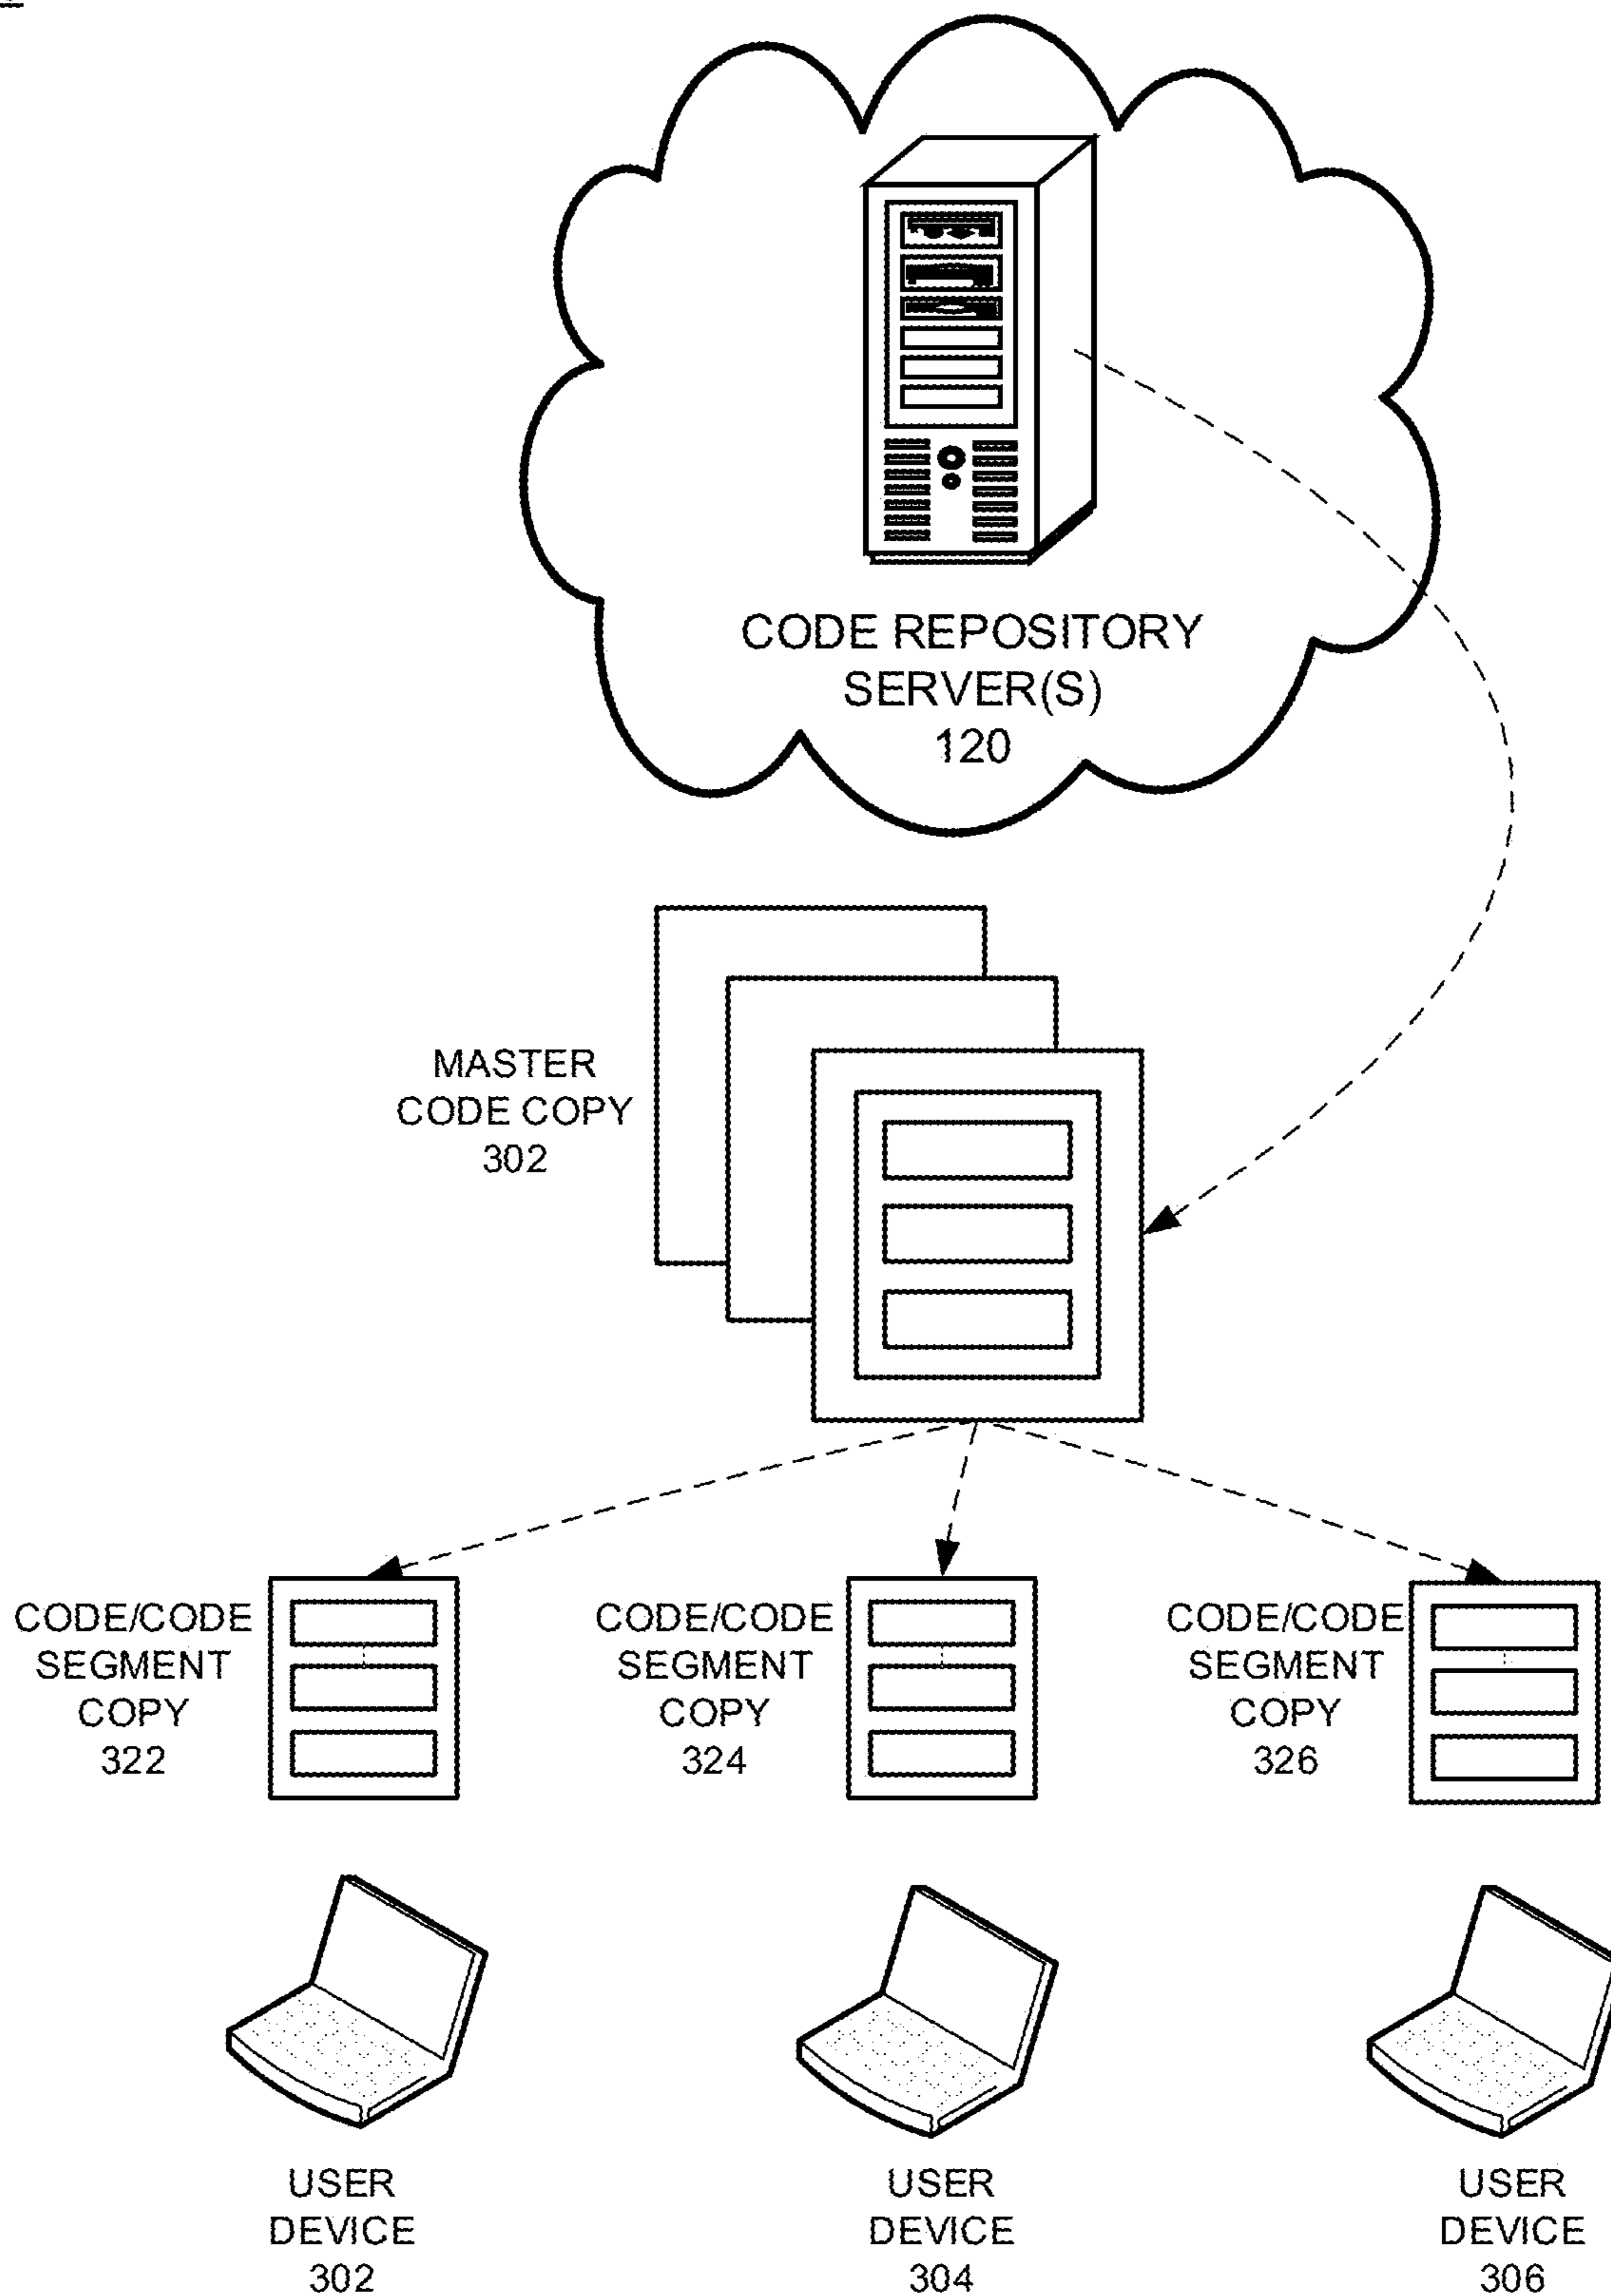 CODE REPOSITORY
SERVER(S)
120
MASTER
CODE COPY
302
CODE/CODE
SEGMENT
COPY
322
CODE/CODE
SEGMENT
COPY
324
CODE/CODE
SEGMENT
COPY
326
USER
DEVICE
302
USER
DEVICE
304
USER
DEVICE
306